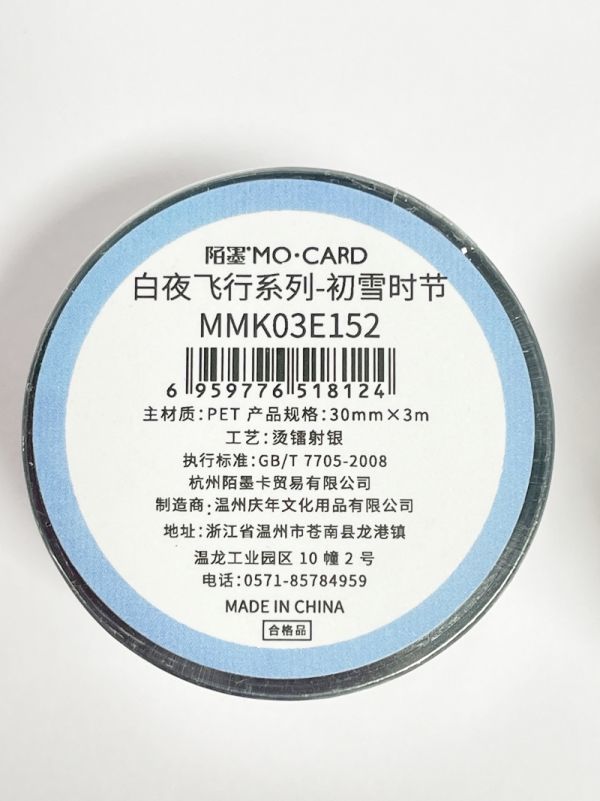 陌墨®MO·CARD
白夜飞行系列-初雪时节
MMK03E152
6 959776 518124
主材质:PET 产品规格:30mm×3m
工艺:烫镭射银
执行标准:GB/T 7705-2008
杭州陌墨卡贸易有限公司
制造商:温州庆年文化用品有限公司
地址:浙江省温州市苍南县龙港镇
温龙工业园区 10 幢 2 号
电话:0571-85784959
MADE IN CHINA
合格品